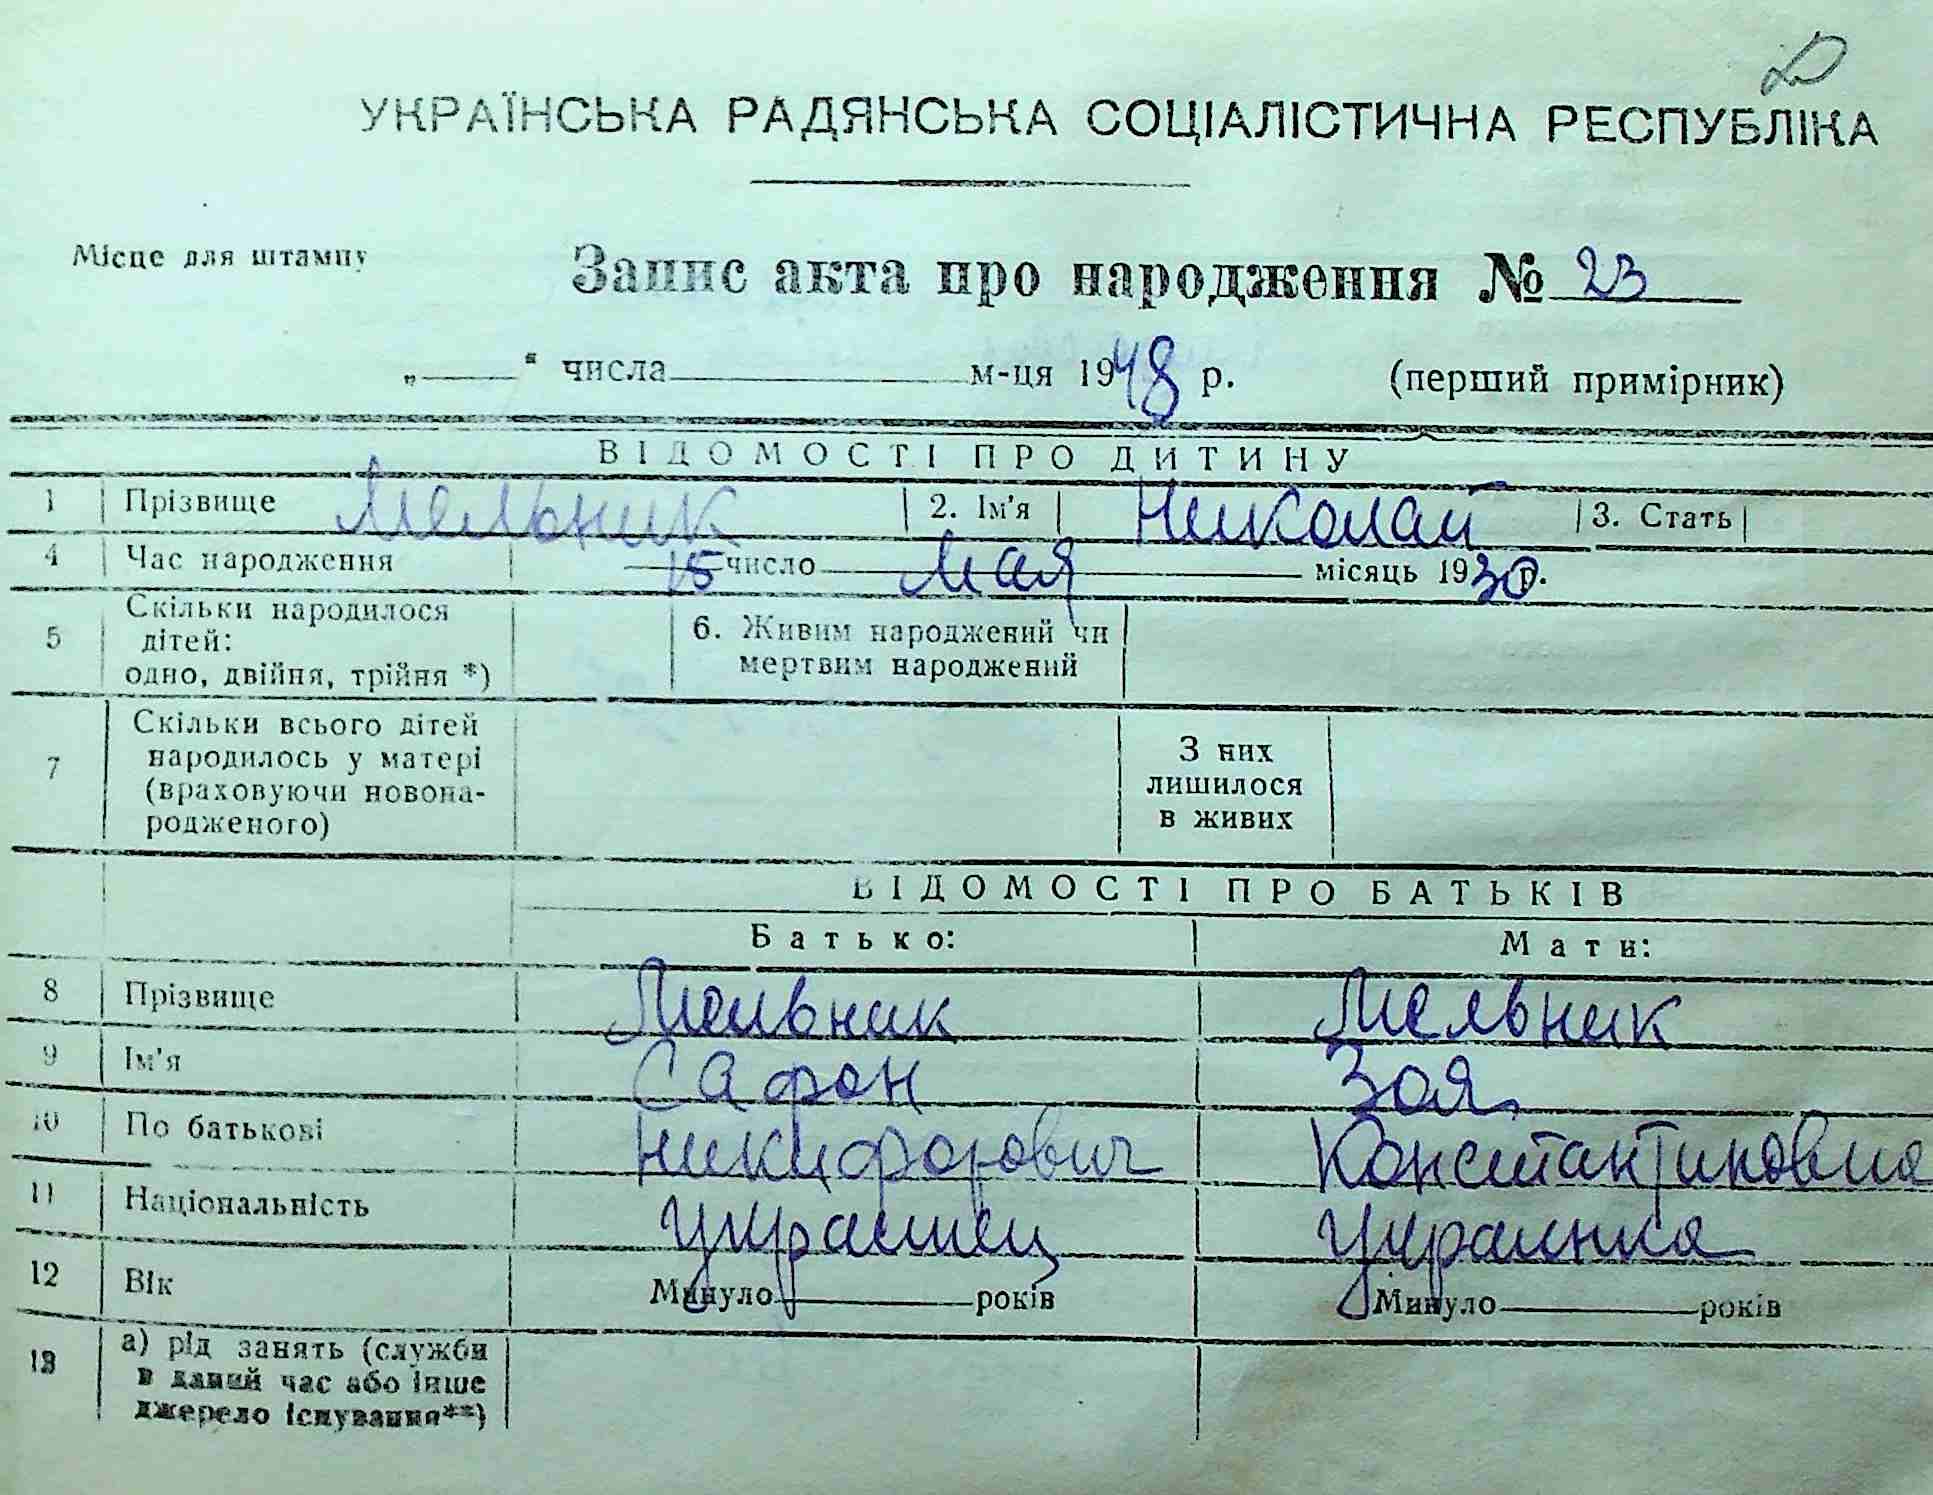 УКРАЇНСЬКА РАДЯНСЬКА СОЦІАЛІСТИЧНА РЕСПУБЛІКА
Місце для штампу
Запис акта про народження № 23
„ “ числа м-ця 1948 р. (перший примірник)
ВІДОМОСТІ ПРО ДИТИНУ
1 Прізвище Мельник 2. Ім'я Николай 3. Стать
4 Час народження 15 число мая місяць 1930 р.
5 Скільки народилося дітей: одно, двійня, трійня *) 6. Живим народжений чи мертвим народжений
7 Скільки всього дітей народилось у матері (враховуючи новона-родженого) З них лишилося в живих
ВІДОМОСТІ ПРО БАТЬКІВ
Батько: Мати:
8 Прізвище Мельник Мельник
9 Ім'я Сафон Зоя
10 По батькові Никифорович Константиновна
11 Національність украинец украинка
12 Вік Минуло років Минуло років
13 а) рід занять (служби в даний час або інше джерело існування**)